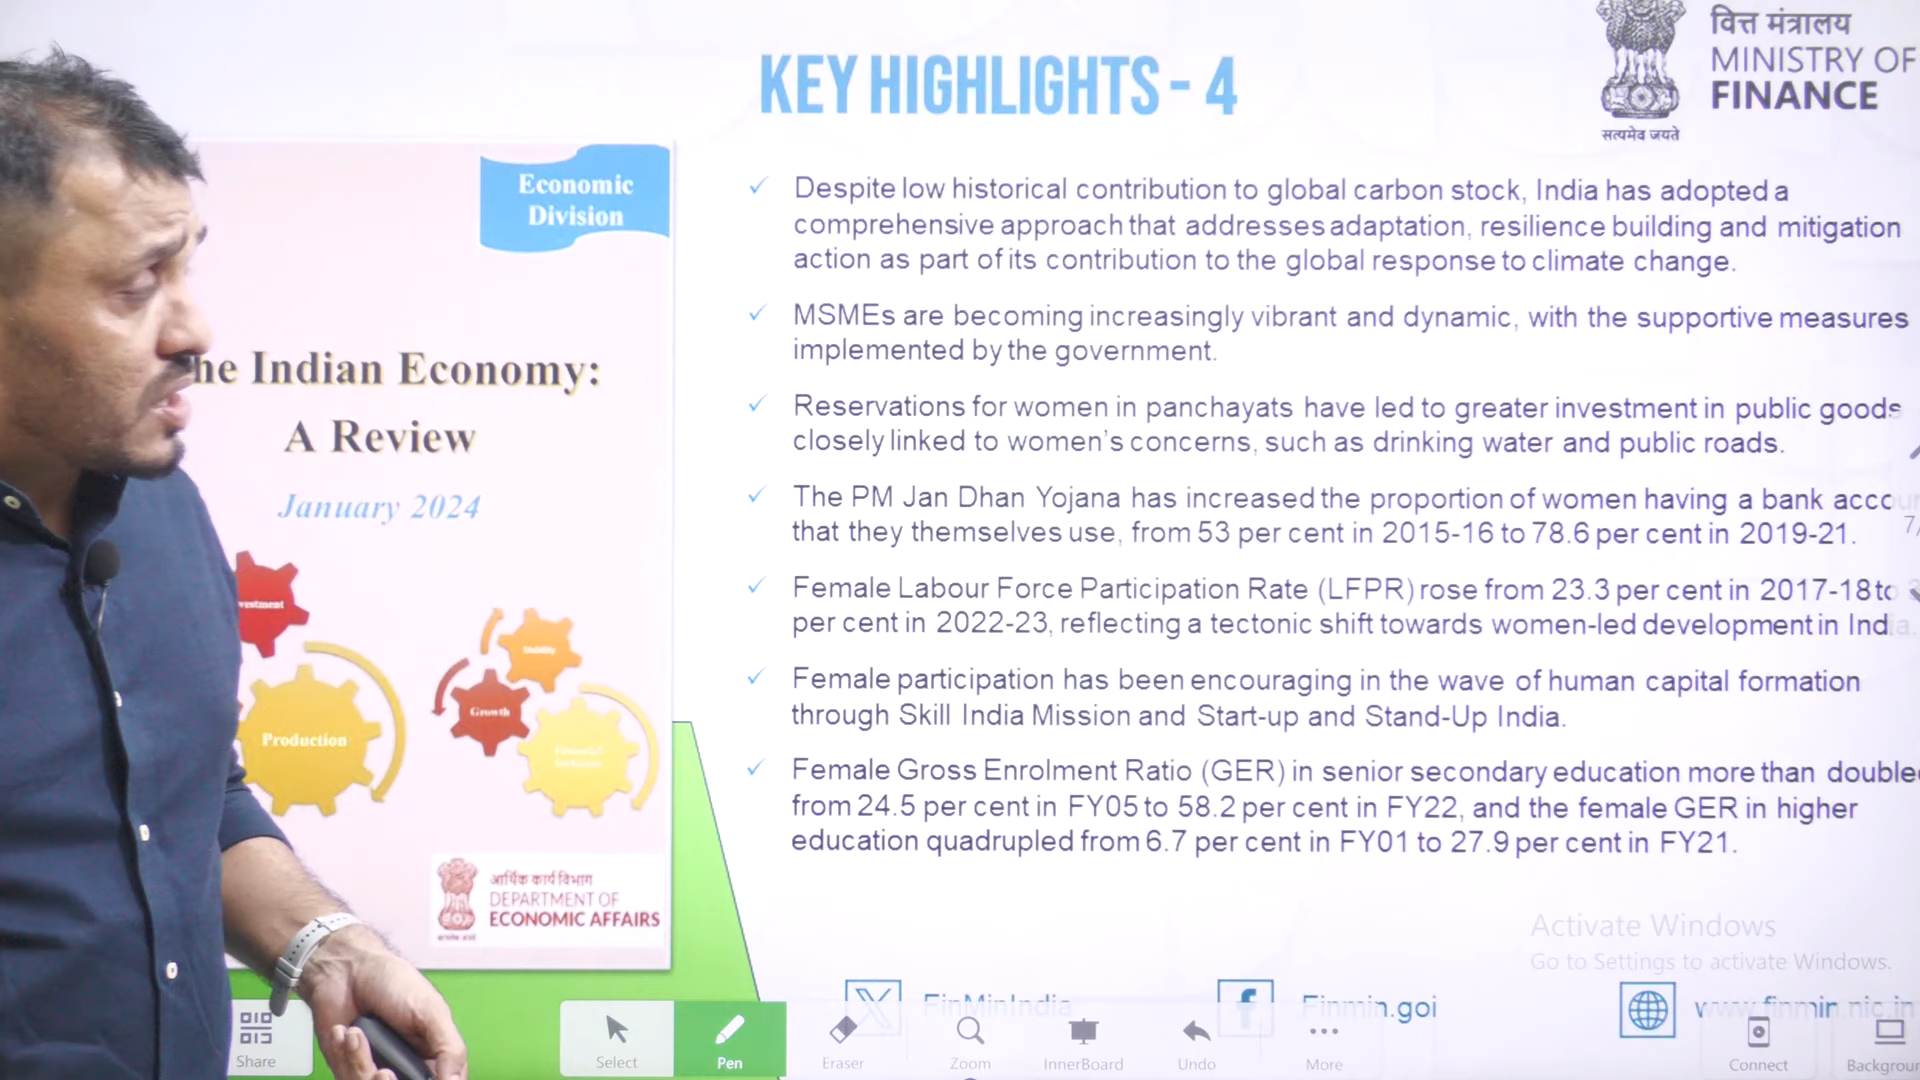 KEY HIGHLIGHTS - 4
वित्त मंत्रालय
MINISTRY OF
FINANCE
सत्यमेव जयते
Economic
Division
he Indian Economy:
A Review
January 2024
vestment
Production
Stability
Growth
आर्थिक कार्य विभाग
DEPARTMENT OF
ECONOMIC AFFAIRS
✓ Despite low historical contribution to global carbon stock, India has adopted a
comprehensive approach that addresses adaptation, resilience building and mitigation
action as part of its contribution to the global response to climate change.
✓ MSMEs are becoming increasingly vibrant and dynamic, with the supportive measures
implemented by the government.
✓ Reservations for women in panchayats have led to greater investment in public goods
closely linked to women's concerns, such as drinking water and public roads.
✓ The PM Jan Dhan Yojana has increased the proportion of women having a bank accou
that they themselves use, from 53 per cent in 2015-16 to 78.6 per cent in 2019-21.
✓ Female Labour Force Participation Rate (LFPR) rose from 23.3 per cent in 2017-18 to
per cent in 2022-23, reflecting a tectonic shift towards women-led development in India.
✓ Female participation has been encouraging in the wave of human capital formation
through Skill India Mission and Start-up and Stand-Up India.
✓ Female Gross Enrolment Ratio (GER) in senior secondary education more than double
from 24.5 per cent in FY05 to 58.2 per cent in FY22, and the female GER in higher
education quadrupled from 6.7 per cent in FY01 to 27.9 per cent in FY21.
7/
Activate Windows
Go to Settings to activate Windows.
FinMinIndia
Finmin.goi
www.finmin.nic.in
Share
Select
Pen
Eraser
Zoom
InnerBoard
Undo
More
Connect
Backgrou